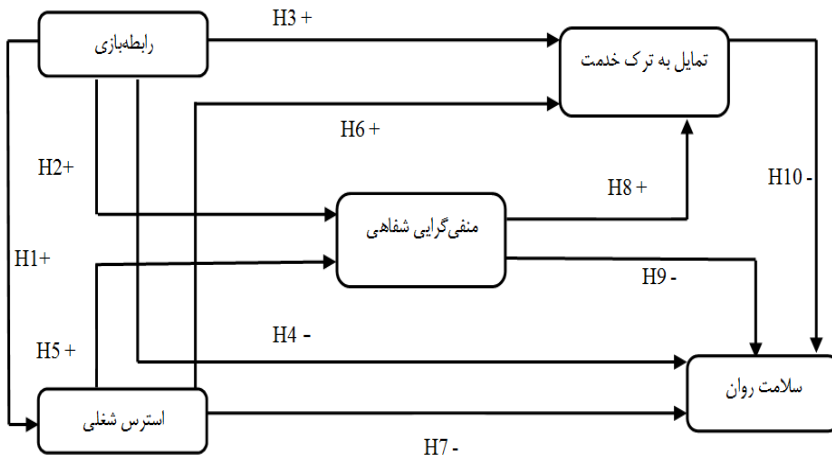 H3 +
رابطه‌بازی
تمایل به ترک خدمت
H6 +
H2+
H10 -
H8 +
منفی‌گرایی شفاهی
H1+
H9 -
H4 -
H5 +
سلامت روان
استرس شغلی
H7 -